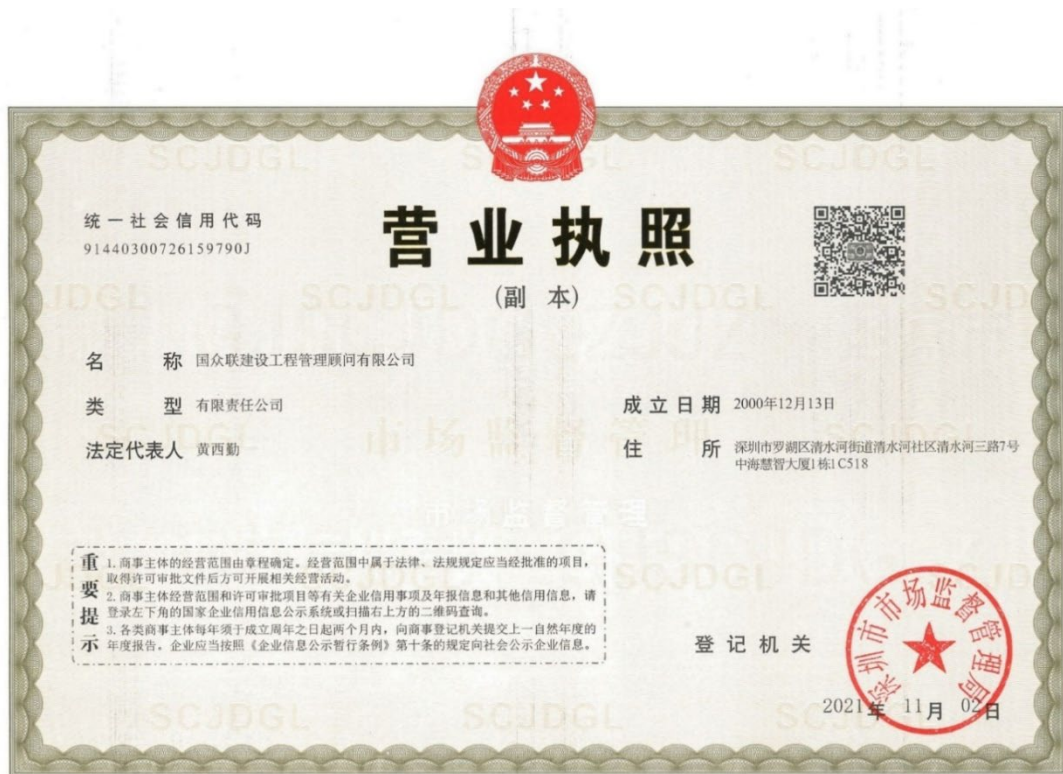 营业执照
(副 本)
统一社会信用代码
91440300726159790J
名 称 国众联建设工程管理顾问有限公司
类 型 有限责任公司
法定代表人 黄西勤
成立日期 2000年12月13日
住 所 深圳市罗湖区清水河街道清水河社区清水河三路7号
中海慧智大厦1栋1C518
重要提示
1.商事主体的经营范围由章程确定。经营范围中属于法律、法规规定应当经批准的项目,
取得许可审批文件后方可开展相关经营活动。
2.商事主体经营范围和许可审批项目等有关企业信用事项及年报信息和其他信用信息,请
登录左下角的国家企业信用信息公示系统或扫描右上方的二维码查询。
3.各类商事主体每年须于成立周年之日起两个月内,向商事登记机关提交上一自然年度的
年度报告。企业应当按照《企业信息公示暂行条例》第十条的规定向社会公示企业信息。
登记机关
深圳市市场监督管理局
2021年 11月 02日
SCJDGL
市场监督管理
市场监督管理